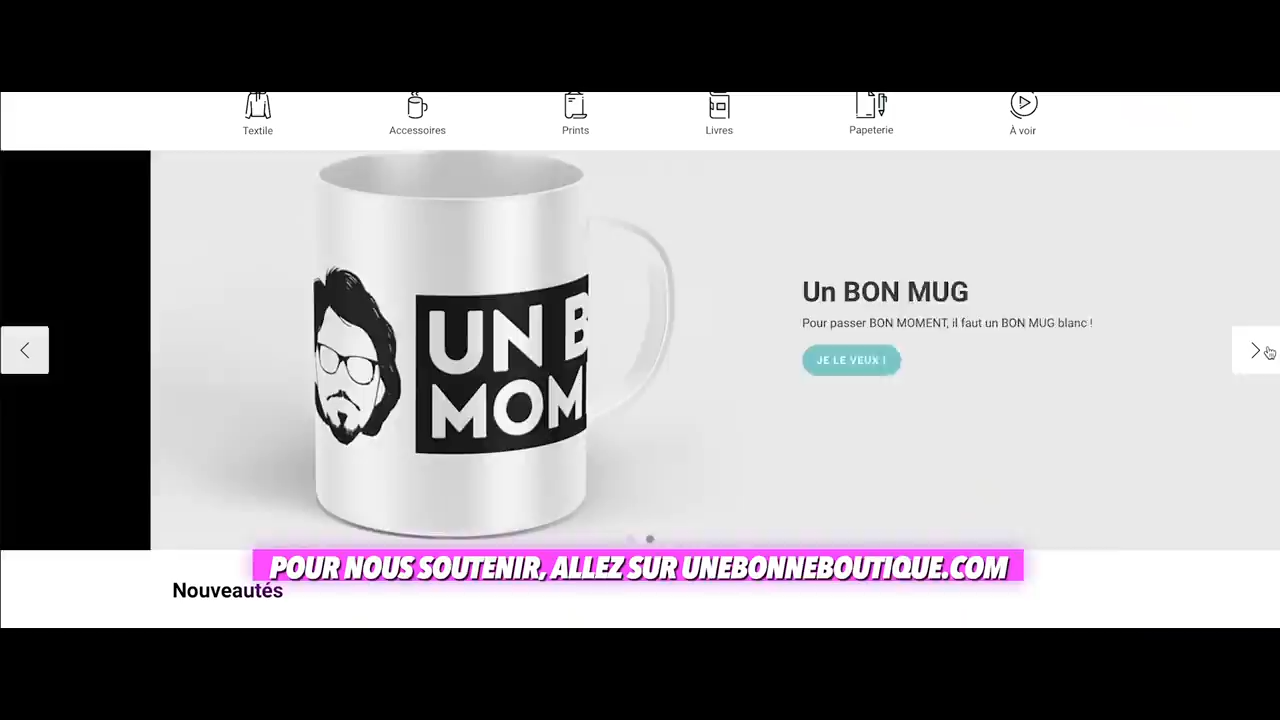 Textile
Accessoires
Prints
Livres
Papeterie
À voir
UN B
MOM
Un BON MUG
Pour passer BON MOMENT, il faut un BON MUG blanc !
JE LE VEUX !
POUR NOUS SOUTENIR, ALLEZ SUR UNEBONNEBOUTIQUE.COM
Nouveautés